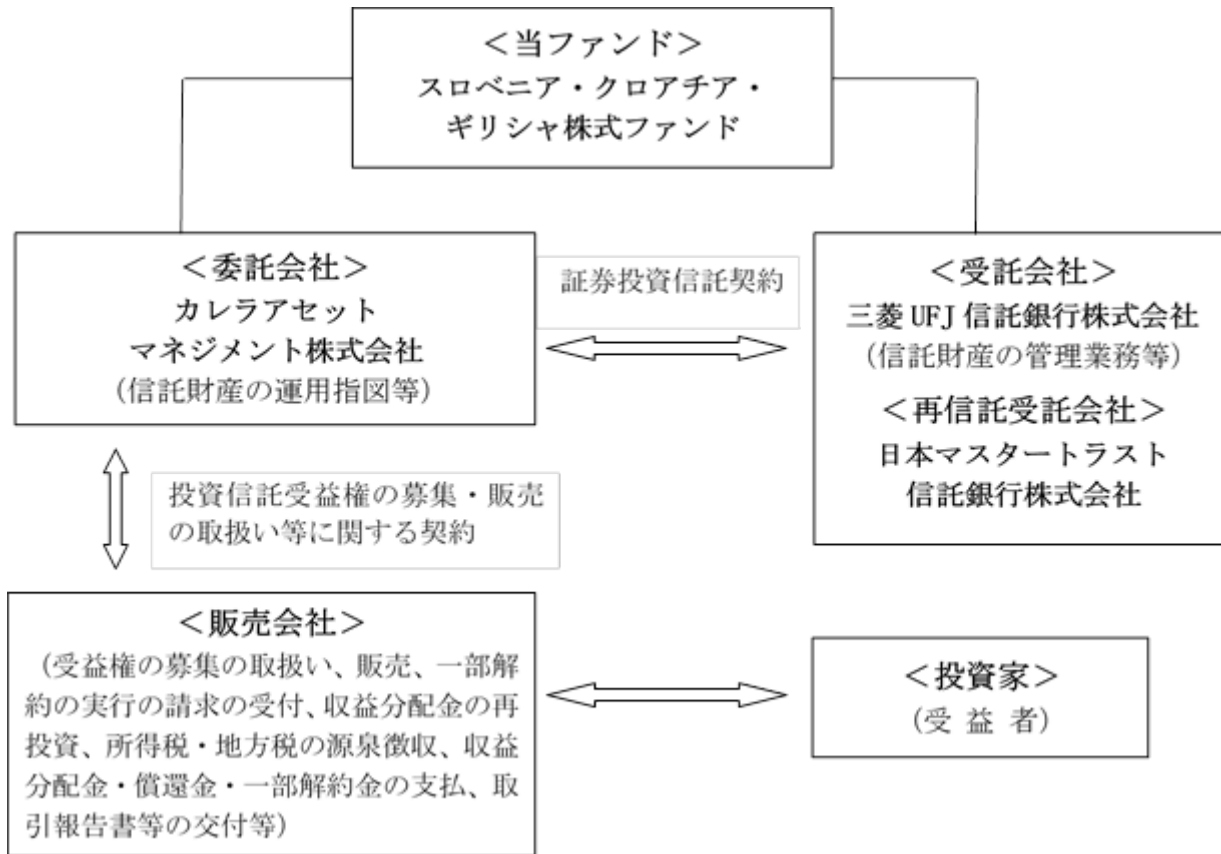 ＜当ファンド＞
スロベニア・クロアチア・
ギリシャ株式ファンド
＜委託会社＞
カレラアセット
マネジメント株式会社
（信託財産の運用指図等）
証券投資信託契約
＜受託会社＞
三菱 UFJ 信託銀行株式会社
（信託財産の管理業務等）
＜再信託受託会社＞
日本マスタートラスト
信託銀行株式会社
投資信託受益権の募集・販売
の取扱い等に関する契約
＜販売会社＞
（受益権の募集の取扱い、販売、一部解
約の実行の請求の受付、収益分配金の再
投資、所得税・地方税の源泉徴収、収益
分配金・償還金・一部解約金の支払、取
引報告書等の交付等）
＜投資家＞
（受 益 者）